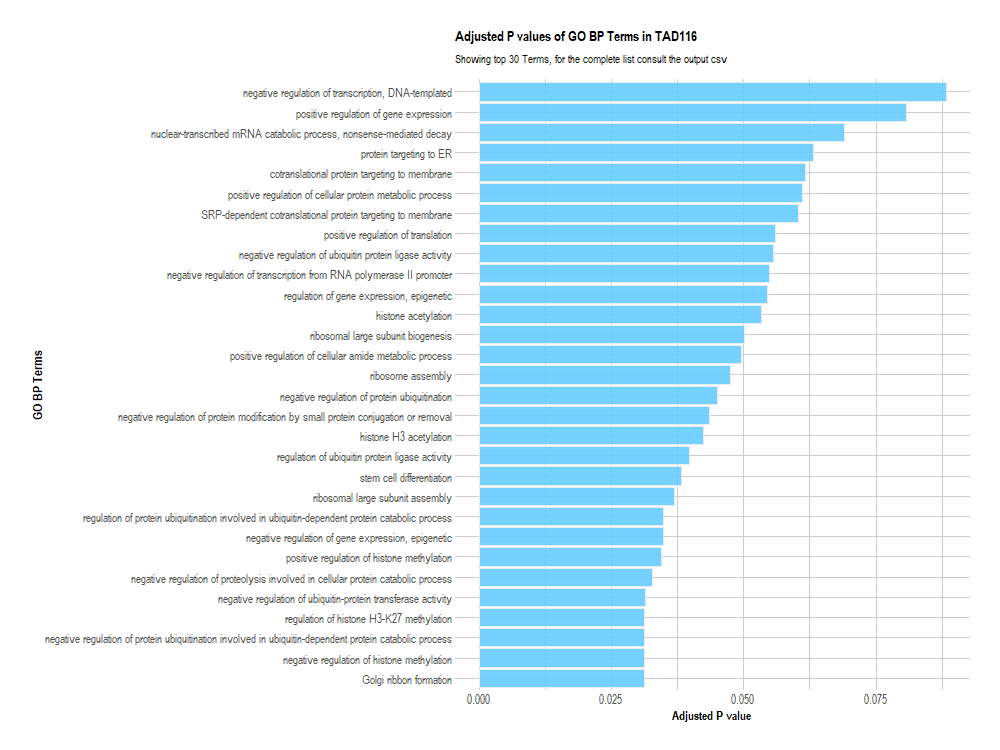 Adjusted P values of GO BP Terms in TAD116
Showing top 30 Terms, for the complete list consult the output csv
GO BP Terms
negative regulation of transcription, DNA-templated
positive regulation of gene expression
nuclear-transcribed mRNA catabolic process, nonsense-mediated decay
protein targeting to ER
cotranslational protein targeting to membrane
positive regulation of cellular protein metabolic process
SRP-dependent cotranslational protein targeting to membrane
positive regulation of translation
negative regulation of ubiquitin protein ligase activity
negative regulation of transcription from RNA polymerase II promoter
regulation of gene expression, epigenetic
histone acetylation
ribosomal large subunit biogenesis
positive regulation of cellular amide metabolic process
ribosome assembly
negative regulation of protein ubiquitination
negative regulation of protein modification by small protein conjugation or removal
histone H3 acetylation
regulation of ubiquitin protein ligase activity
stem cell differentiation
ribosomal large subunit assembly
regulation of protein ubiquitination involved in ubiquitin-dependent protein catabolic process
negative regulation of gene expression, epigenetic
positive regulation of histone methylation
negative regulation of proteolysis involved in cellular protein catabolic process
negative regulation of ubiquitin-protein transferase activity
regulation of histone H3-K27 methylation
negative regulation of protein ubiquitination involved in ubiquitin-dependent protein catabolic process
negative regulation of histone methylation
Golgi ribbon formation
0.000 0.025 0.050 0.075
Adjusted P value